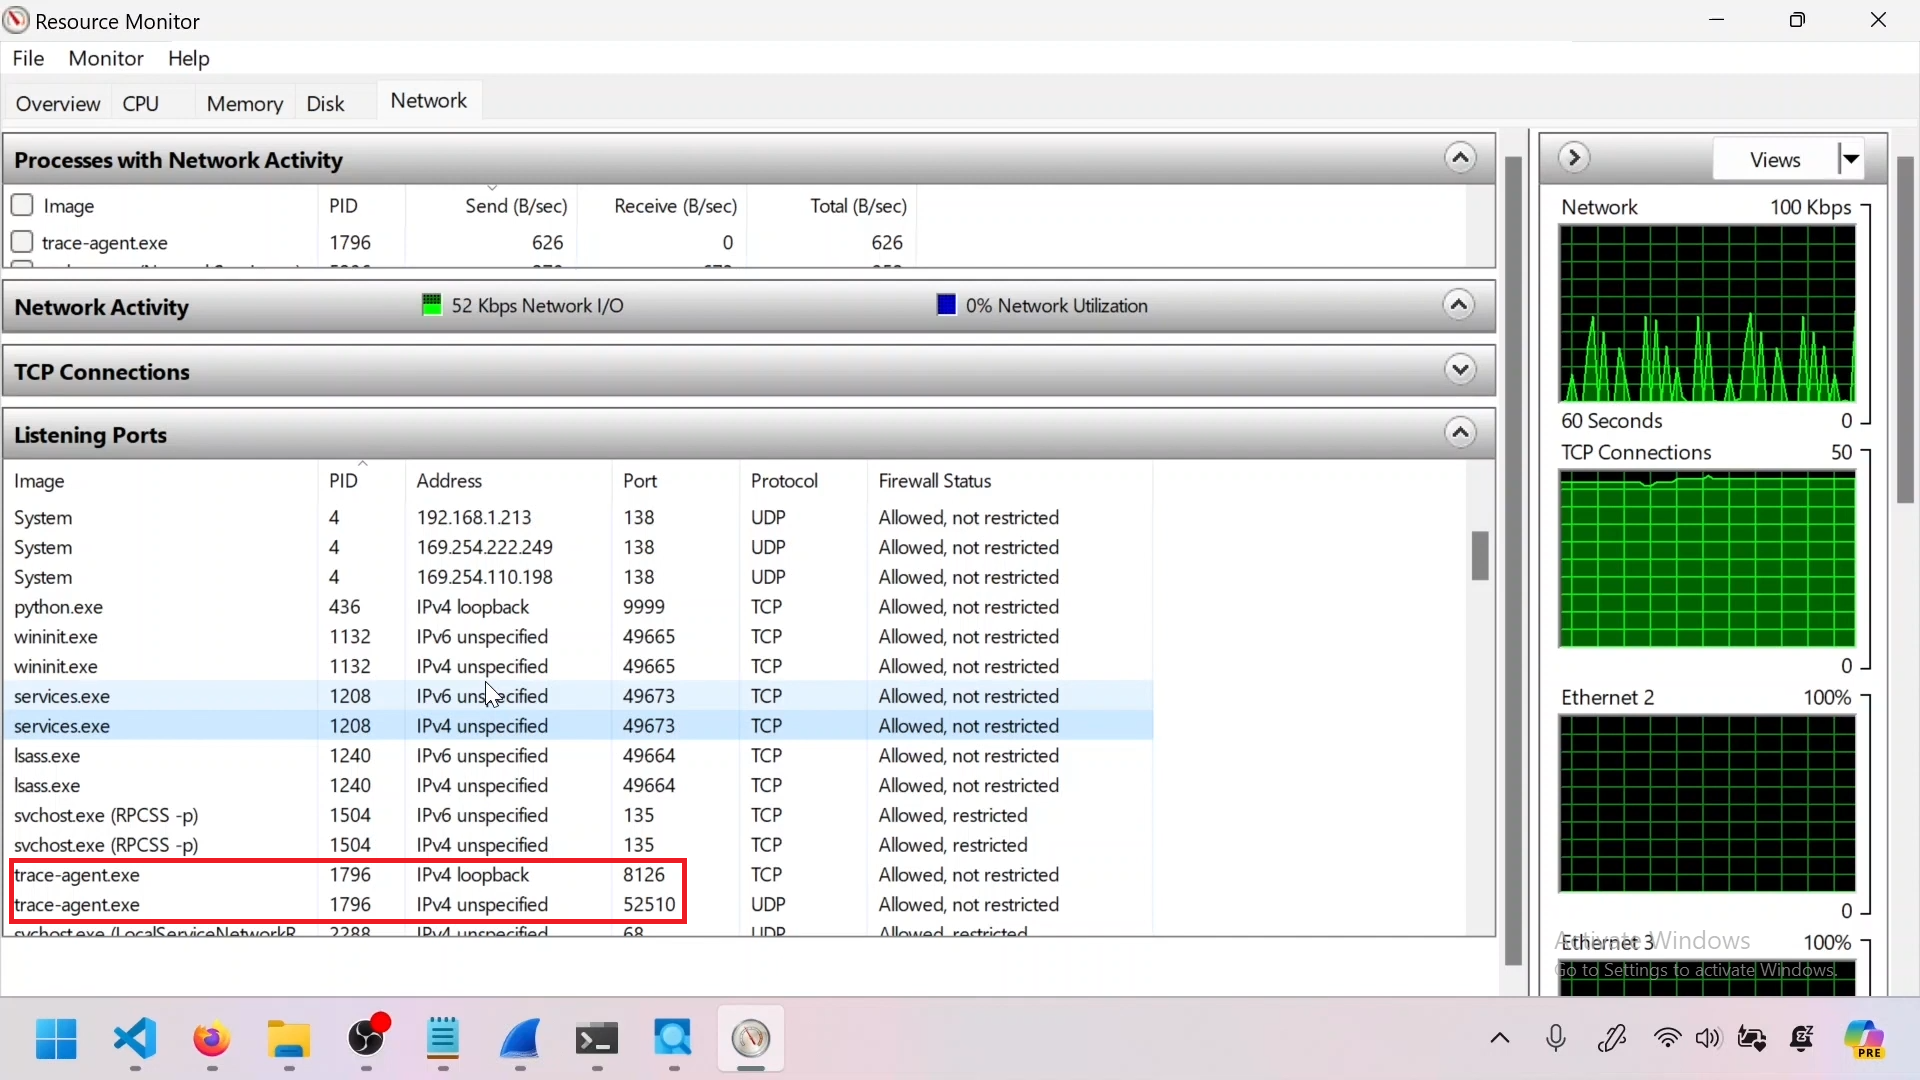 Resource Monitor
File Monitor Help
Overview CPU Memory Disk Network
Processes with Network Activity
Image PID Send (B/sec) Receive (B/sec) Total (B/sec)
trace-agent.exe 1796 626 0 626
Network Activity 52 Kbps Network I/O 0% Network Utilization
TCP Connections
Listening Ports
Image PID Address Port Protocol Firewall Status
System 4 192.168.1.213 138 UDP Allowed, not restricted
System 4 169.254.222.249 138 UDP Allowed, not restricted
System 4 169.254.110.198 138 UDP Allowed, not restricted
python.exe 436 IPv4 loopback 9999 TCP Allowed, not restricted
wininit.exe 1132 IPv6 unspecified 49665 TCP Allowed, not restricted
wininit.exe 1132 IPv4 unspecified 49665 TCP Allowed, not restricted
services.exe 1208 IPv6 unspecified 49673 TCP Allowed, not restricted
services.exe 1208 IPv4 unspecified 49673 TCP Allowed, not restricted
lsass.exe 1240 IPv6 unspecified 49664 TCP Allowed, not restricted
lsass.exe 1240 IPv4 unspecified 49664 TCP Allowed, not restricted
svchost.exe (RPCSS -p) 1504 IPv6 unspecified 135 TCP Allowed, restricted
svchost.exe (RPCSS -p) 1504 IPv4 unspecified 135 TCP Allowed, restricted
trace-agent.exe 1796 IPv4 loopback 8126 TCP Allowed, not restricted
trace-agent.exe 1796 IPv4 unspecified 52510 UDP Allowed, not restricted
svchost.exe (LocalServiceNetworkR... 2288 IPv4 unspecified 68 UDP Allowed, restricted
Views
Network 100 Kbps
60 Seconds 0
TCP Connections 50
0
Ethernet 2 100%
0
Ethernet 3 100%
Activate Windows
Go to Settings to activate Windows.
PRE